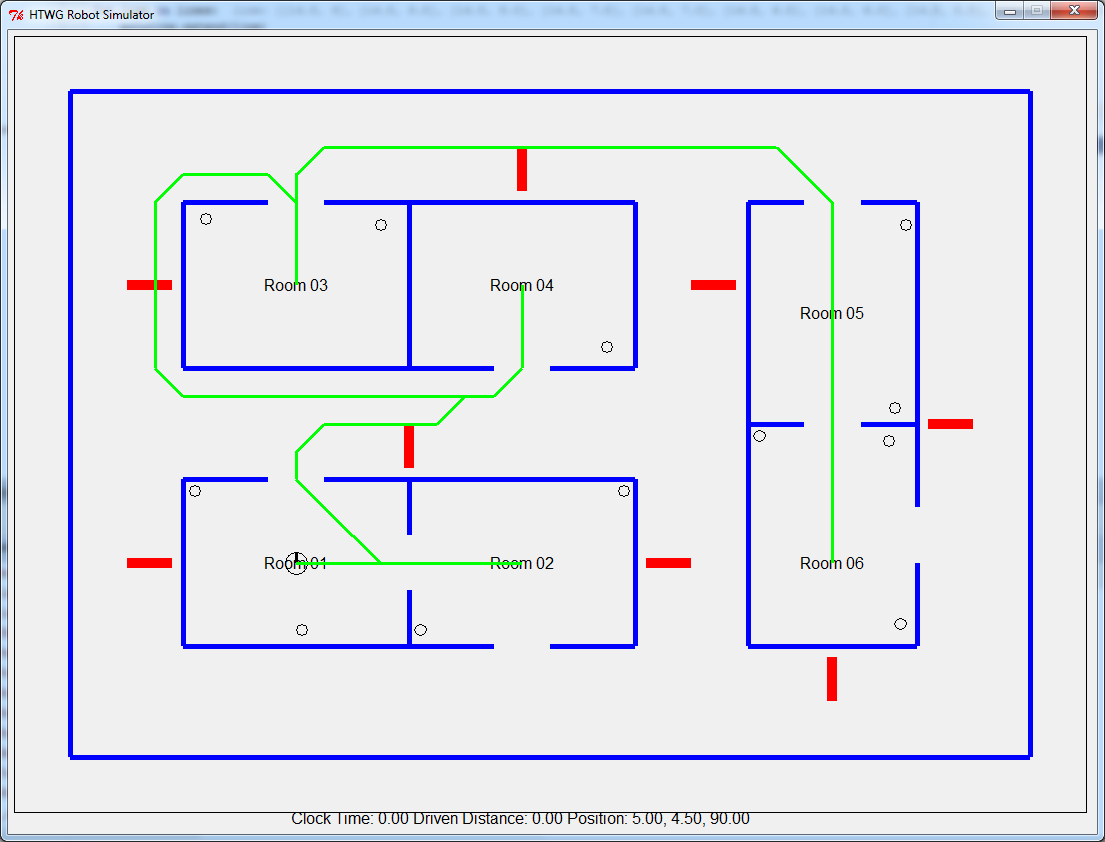 HTWG Robot Simulator
Room 03
Room 04
Room 05
Room 01
Room 02
Room 06
Clock Time: 0.00 Driven Distance: 0.00 Position: 5.00, 4.50, 90.00